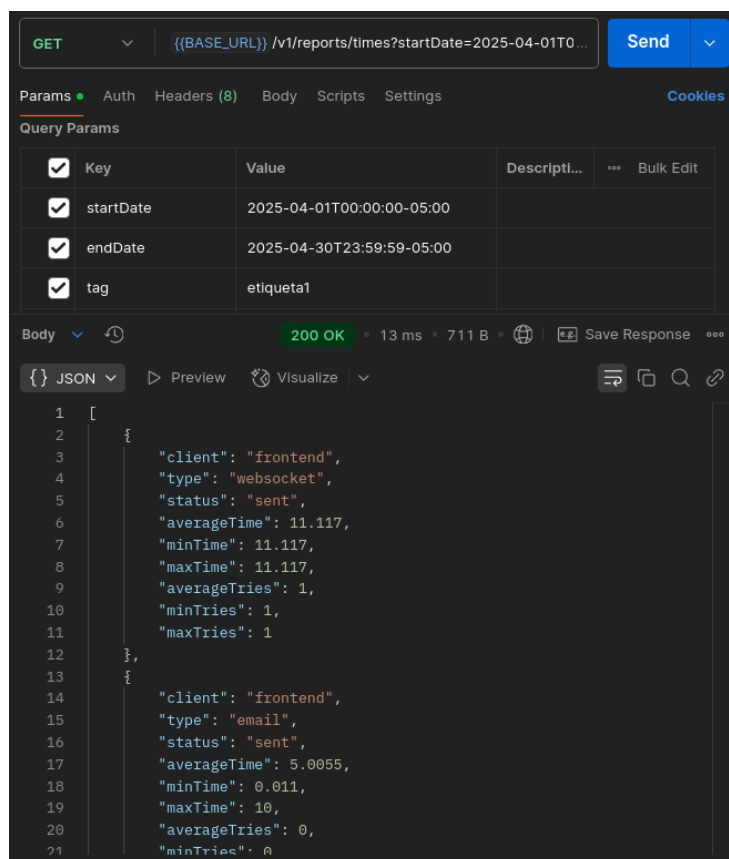 GET {{BASE_URL}} /v1/reports/times?startDate=2025-04-01T0... Send
Params Auth Headers (8) Body Scripts Settings Cookies
Query Params
Key Value Descripti... Bulk Edit
startDate 2025-04-01T00:00:00-05:00
endDate 2025-04-30T23:59:59-05:00
tag etiqueta1
Body 200 OK • 13 ms • 711 B • e.g. Save Response
{} JSON Preview Visualize
1 [
2 {
3 "client": "frontend",
4 "type": "websocket",
5 "status": "sent",
6 "averageTime": 11.117,
7 "minTime": 11.117,
8 "maxTime": 11.117,
9 "averageTries": 1,
10 "minTries": 1,
11 "maxTries": 1
12 },
13 {
14 "client": "frontend",
15 "type": "email",
16 "status": "sent",
17 "averageTime": 5.0055,
18 "minTime": 0.011,
19 "maxTime": 10,
20 "averageTries": 0,
21 "minTries": 0